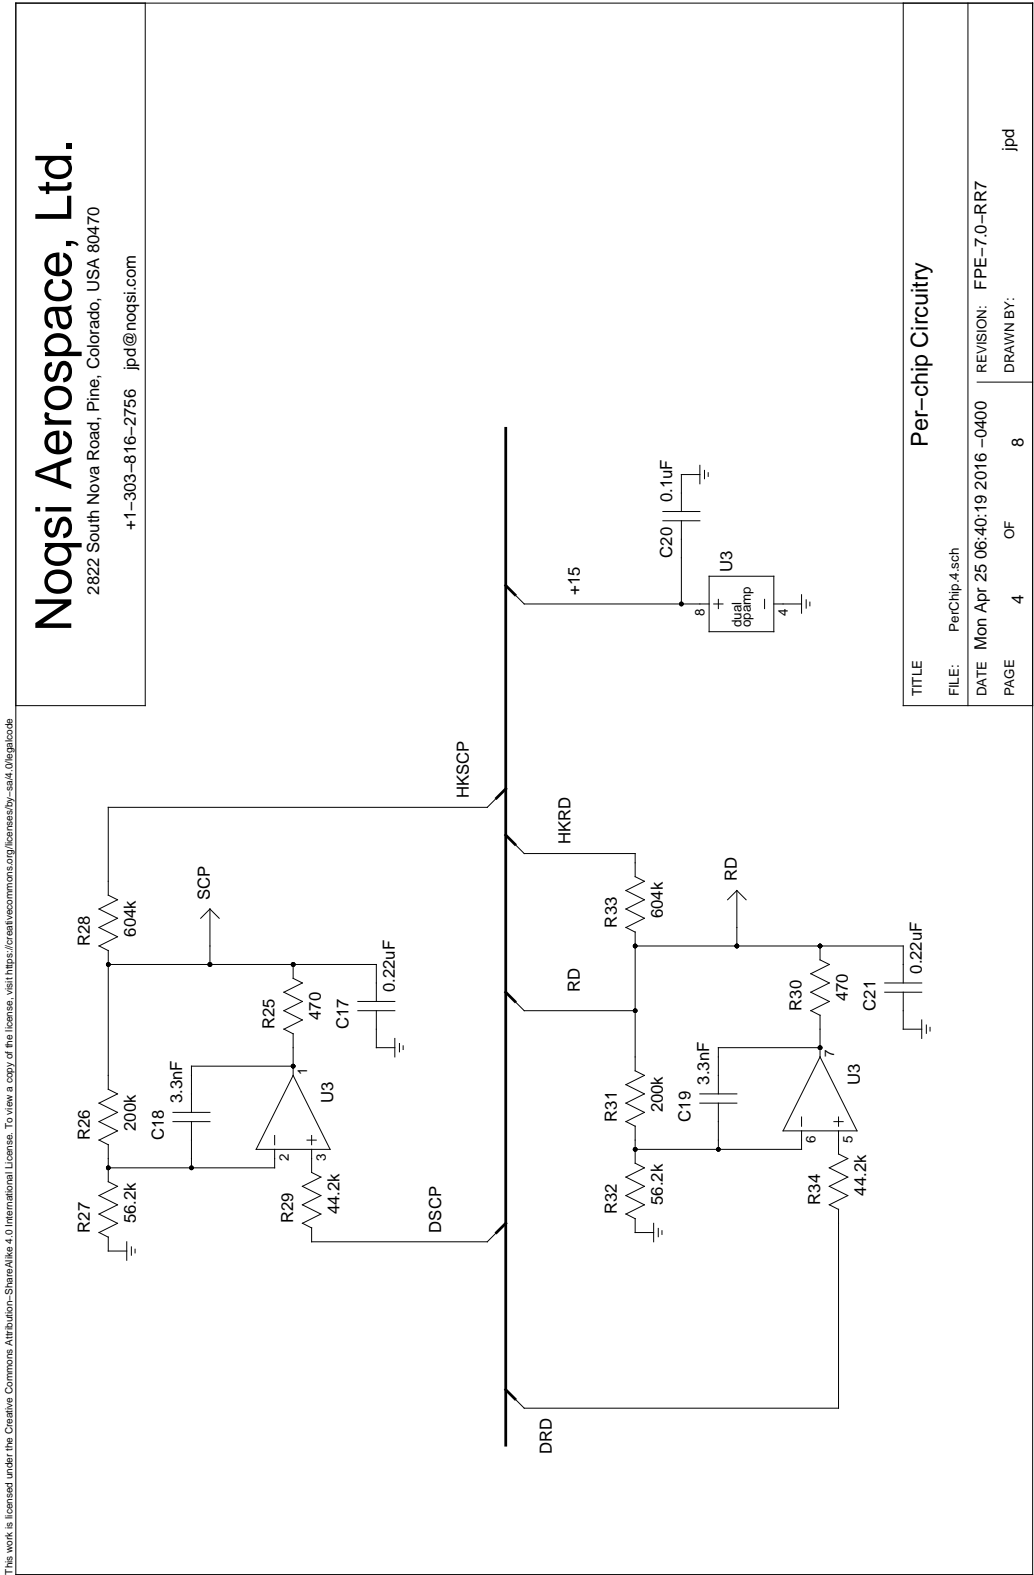 This work is licensed under the Creative Commons Attribution−ShareAlike 4.0 International License. To view a copy of the license, visit https://creativecommons.org/licenses/by−sa/4.0/legalcode
Noqsi Aerospace, Ltd.
2822 South Nova Road, Pine, Colorado, USA 80470
+1−303−816−2756 jpd@noqsi.com
R27
56.2k
R26
200k
R28
604k
C18
3.3nF
SCP
2
3
1
U3
R25
470
R29
44.2k
C17
0.22uF
DSCP
HKSCP
DRD
RD
HKRD
+15
R32
56.2k
R31
200k
R33
604k
C19
3.3nF
RD
6
5
7
U3
R30
470
R34
44.2k
C21
0.22uF
C20
0.1uF
U3
8
+
dual
opamp
−
4
TITLE
Per−chip Circuitry
FILE: PerChip.4.sch
DATE Mon Apr 25 06:40:19 2016 −0400
REVISION: FPE−7.0−RR7
PAGE 4 OF 8
DRAWN BY: jpd